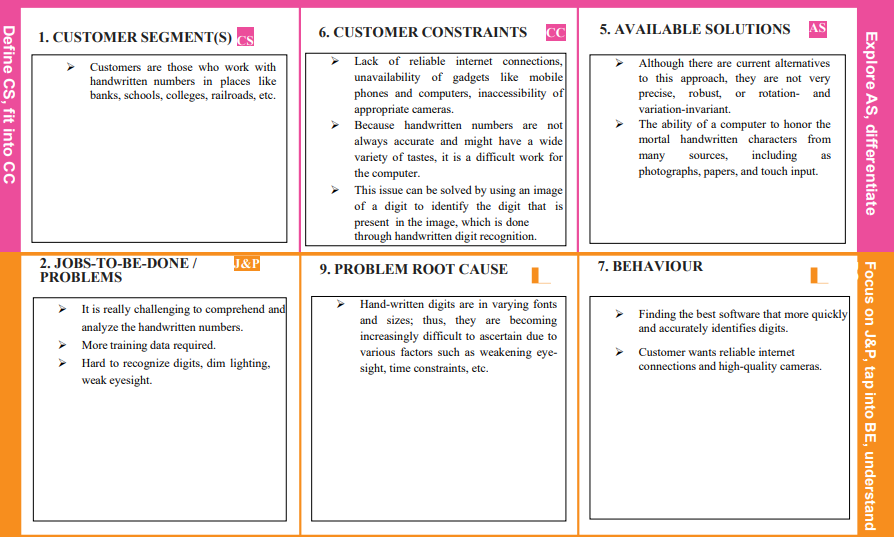 Define CS, fit into CC
1. CUSTOMER SEGMENT(S) CS
➢ Customers are those who work with
handwritten numbers in places like
banks, schools, colleges, railroads, etc.
6. CUSTOMER CONSTRAINTS CC
➢ Lack of reliable internet connections,
unavailability of gadgets like mobile
phones and computers, inaccessibility of
appropriate cameras.
➢ Because handwritten numbers are not
always accurate and might have a wide
variety of tastes, it is a difficult work for
the computer.
➢ This issue can be solved by using an image
of a digit to identify the digit that is
present in the image, which is done
through handwritten digit recognition.
5. AVAILABLE SOLUTIONS AS
➢ Although there are current alternatives
to this approach, they are not very
precise, robust, or rotation- and
variation-invariant.
➢ The ability of a computer to honor the
mortal handwritten characters from
many sources, including as
photographs, papers, and touch input.
Explore AS, differentiate
2. JOBS-TO-BE-DONE / J&P
PROBLEMS
➢ It is really challenging to comprehend and
analyze the handwritten numbers.
➢ More training data required.
➢ Hard to recognize digits, dim lighting,
weak eyesight.
9. PROBLEM ROOT CAUSE
➢ Hand-written digits are in varying fonts
and sizes; thus, they are becoming
increasingly difficult to ascertain due to
various factors such as weakening eye-
sight, time constraints, etc.
7. BEHAVIOUR
➢ Finding the best software that more quickly
and accurately identifies digits.
➢ Customer wants reliable internet
connections and high-quality cameras.
Focus on J&P, tap into BE, understand